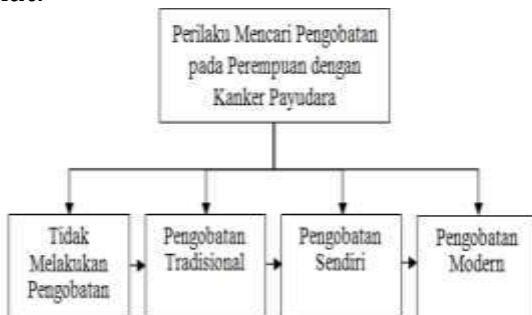 Perilaku Mencari Pengobatan
pada Perempuan dengan
Kanker Payudara
Tidak
Melakukan
Pengobatan
Pengobatan
Tradisional
Pengobatan
Sendiri
Pengobatan
Modern